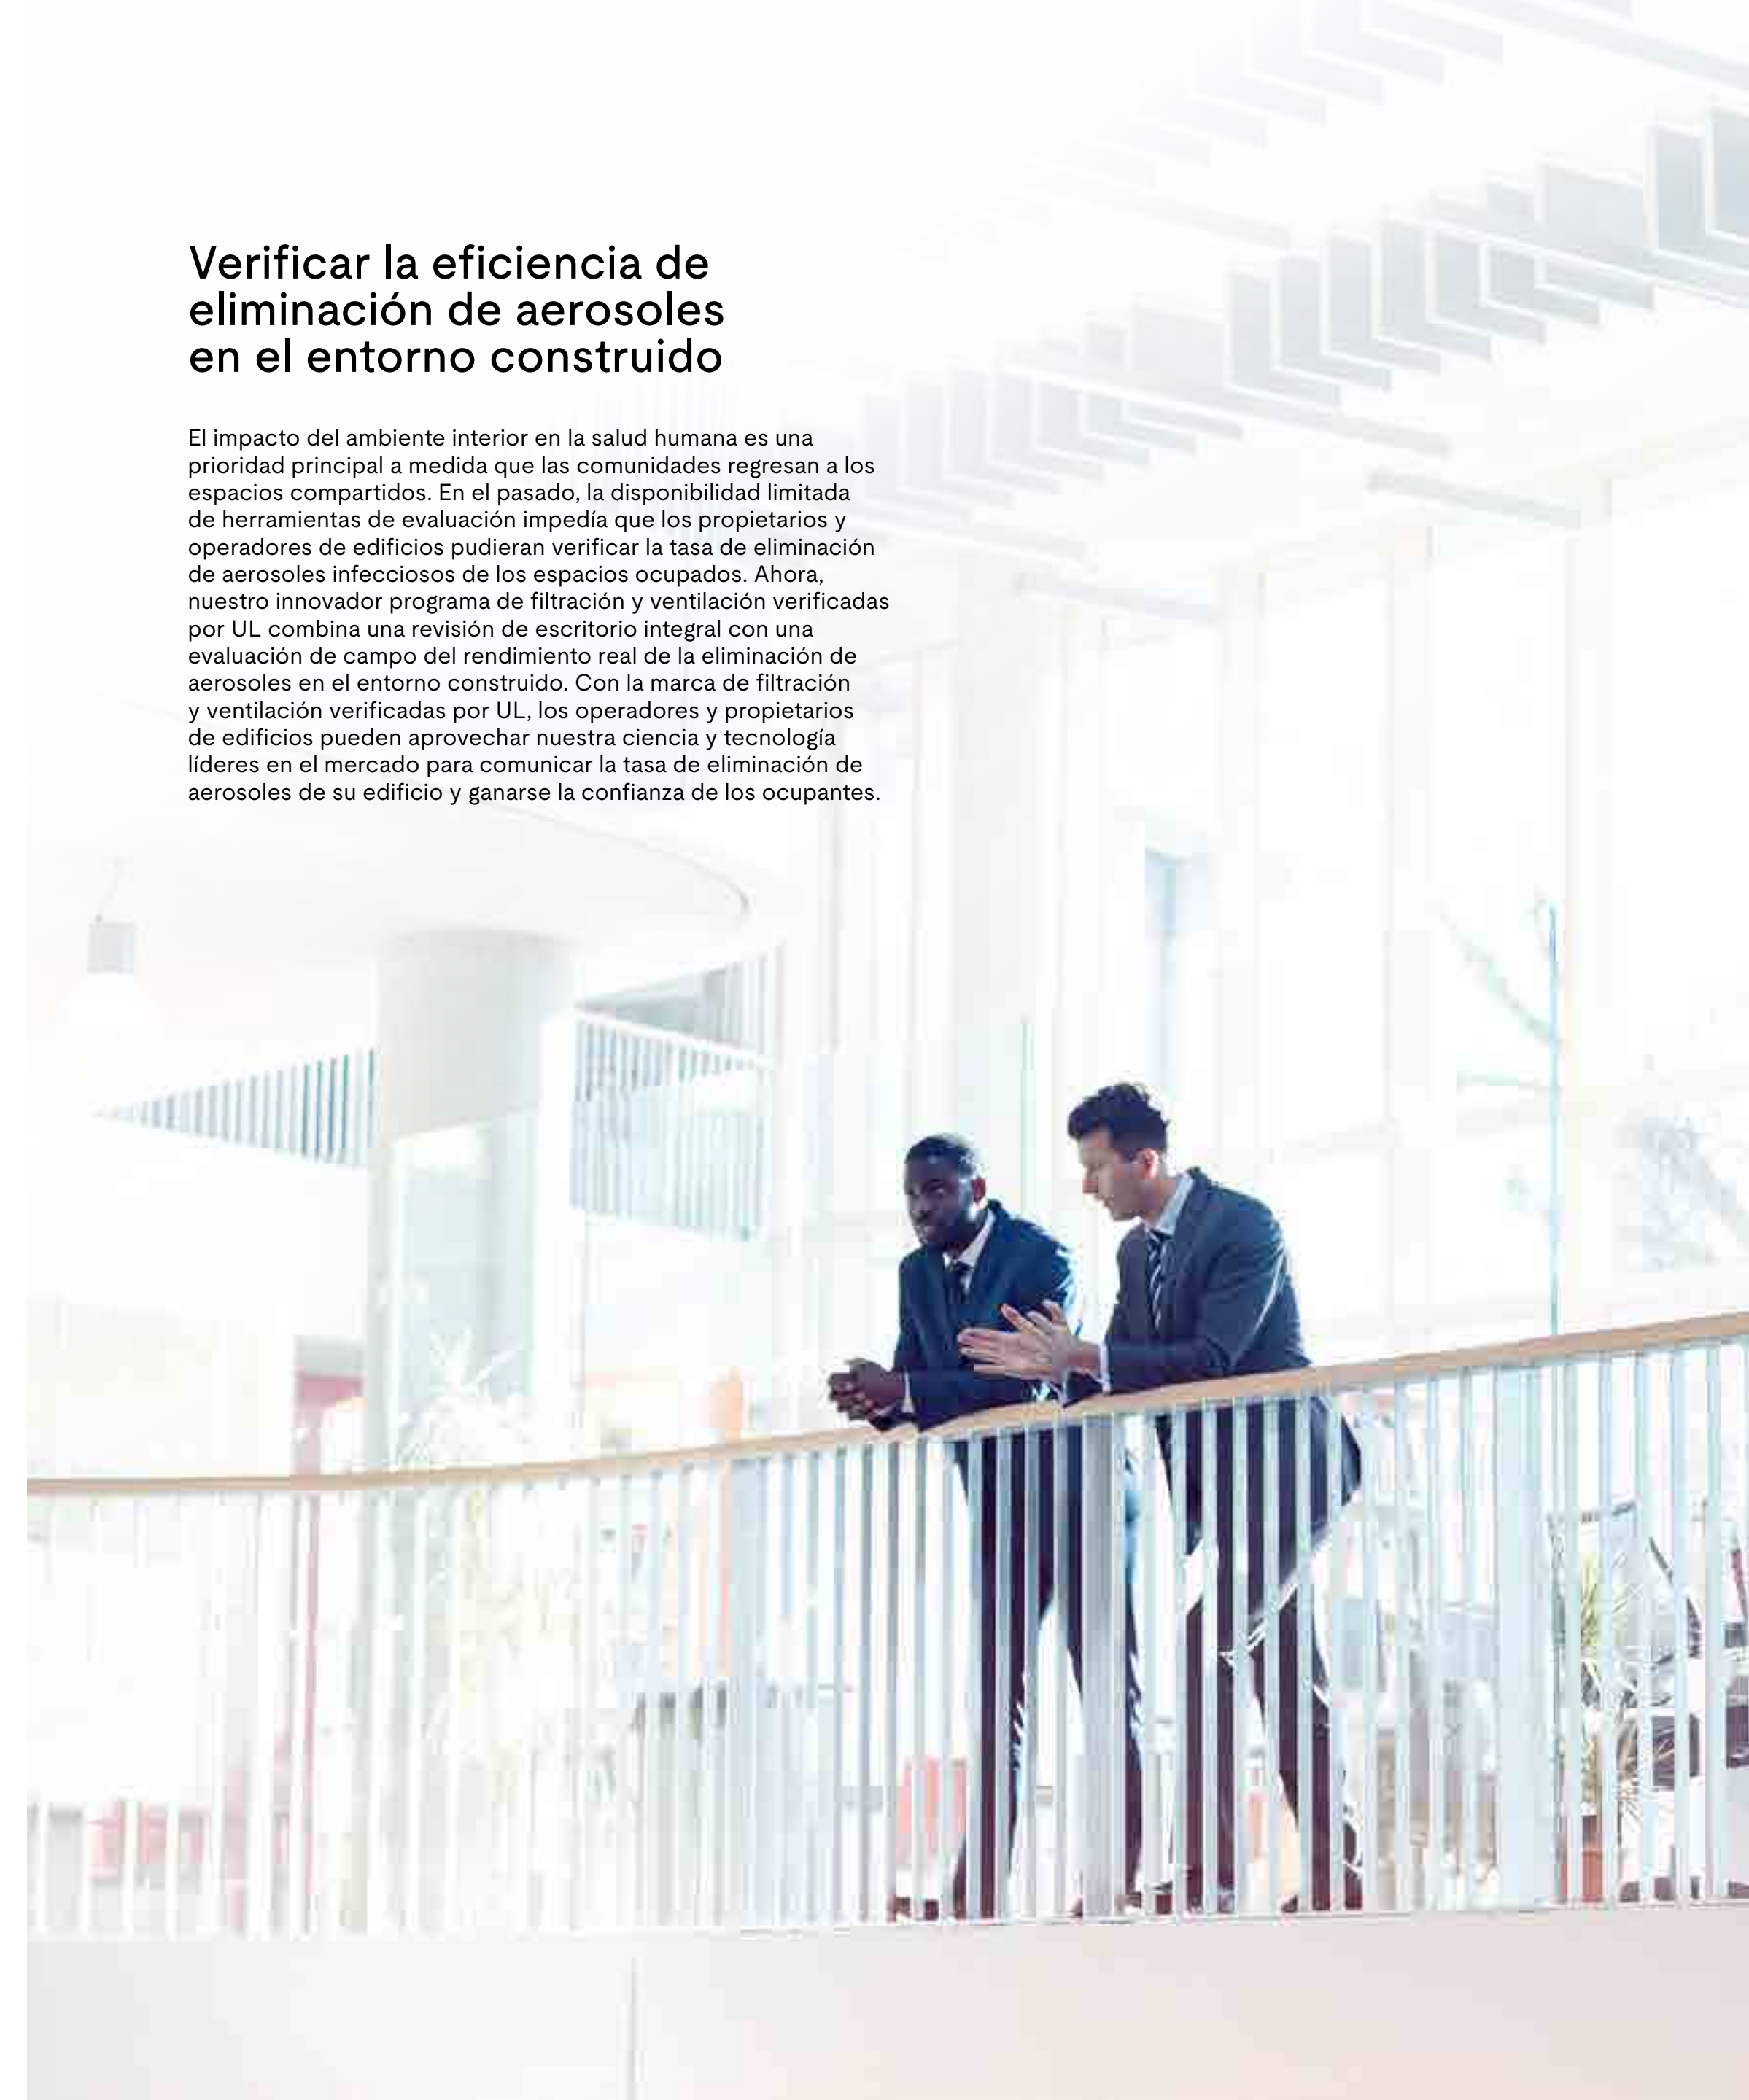 Verificar la eficiencia de
eliminación de aerosoles
en el entorno construido
El impacto del ambiente interior en la salud humana es una
prioridad principal a medida que las comunidades regresan a los
espacios compartidos. En el pasado, la disponibilidad limitada
de herramientas de evaluación impedía que los propietarios y
operadores de edificios pudieran verificar la tasa de eliminación
de aerosoles infecciosos de los espacios ocupados. Ahora,
nuestro innovador programa de filtración y ventilación verificadas
por UL combina una revisión de escritorio integral con una
evaluación de campo del rendimiento real de la eliminación de
aerosoles en el entorno construido. Con la marca de filtración
y ventilación verificadas por UL, los operadores y propietarios
de edificios pueden aprovechar nuestra ciencia y tecnología
líderes en el mercado para comunicar la tasa de eliminación de
aerosoles de su edificio y ganarse la confianza de los ocupantes.